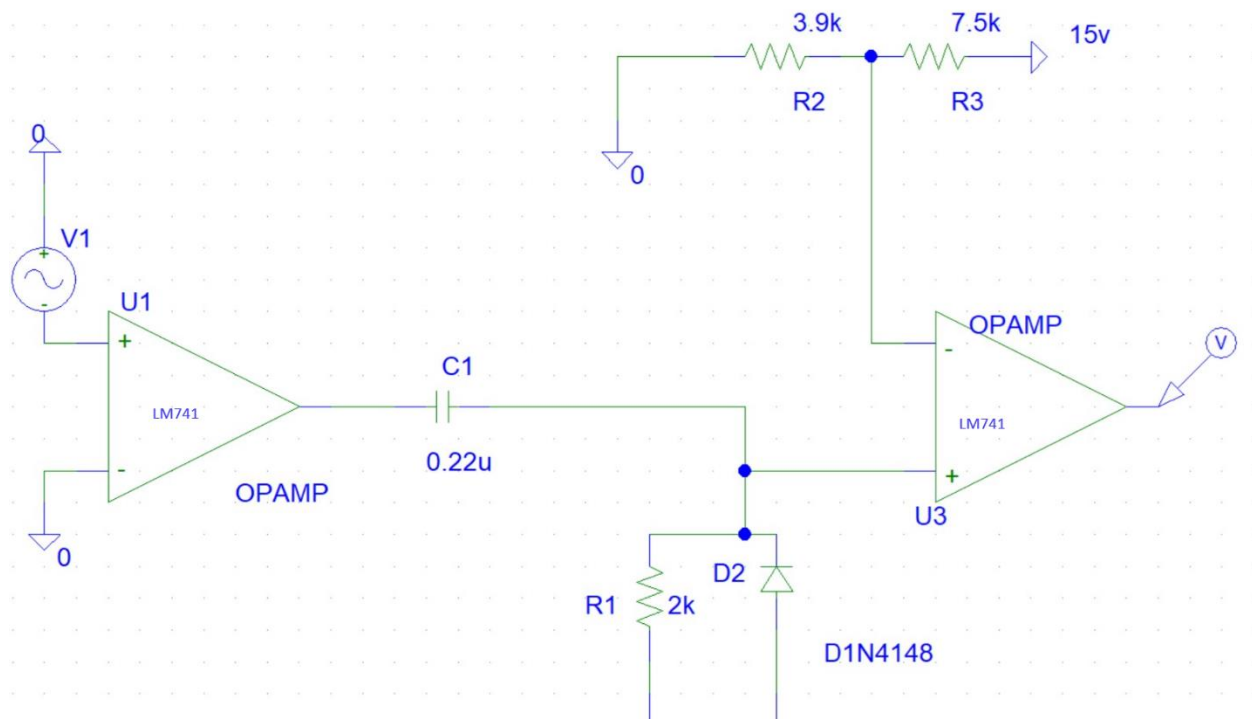 3.9k
7.5k
15v
R2
R3
0
0
V1
+
-
U1
+
LM741
-
OPAMP
0
C1
0.22u
OPAMP
-
LM741
+
U3
V
R1
2k
D2
D1N4148